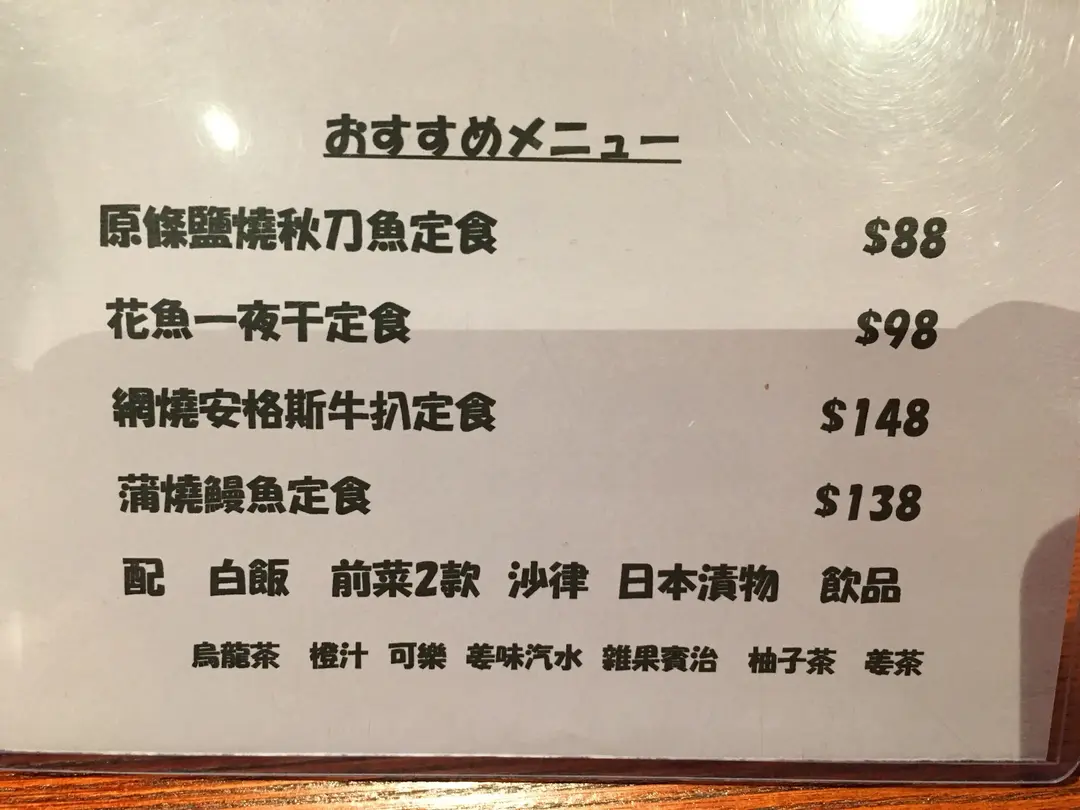 おすすめメニュー
原條鹽燒秋刀魚定食 $88
花魚一夜干定食 $98
網燒安格斯牛扒定食 $148
蒲燒鰻魚定食 $138
配 白飯 前菜2款 沙律 日本漬物 飲品
烏龍茶 橙汁 可樂 姜味汽水 雜果賓治 柚子茶 姜茶